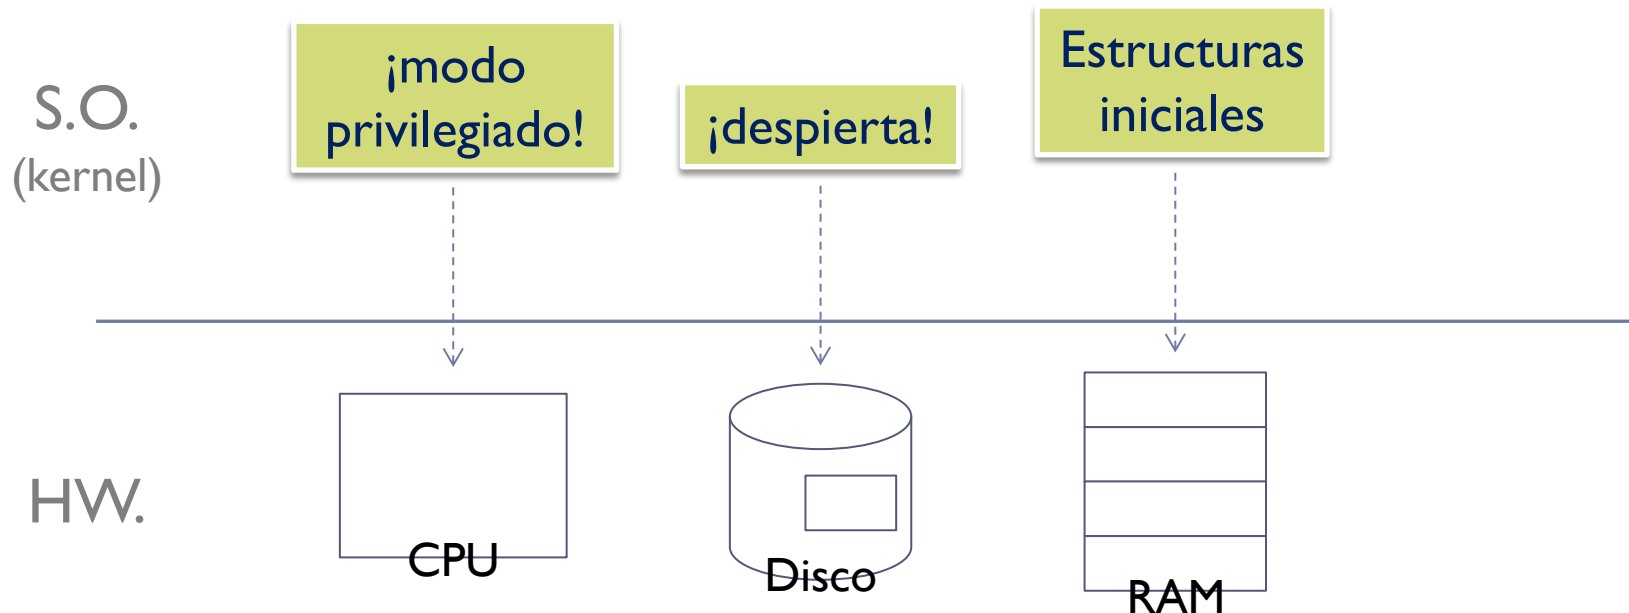 S.O.
(kernel)
¡modo
privilegiado!
¡despierta!
Estructuras
iniciales
HW.
CPU
Disco
RAM